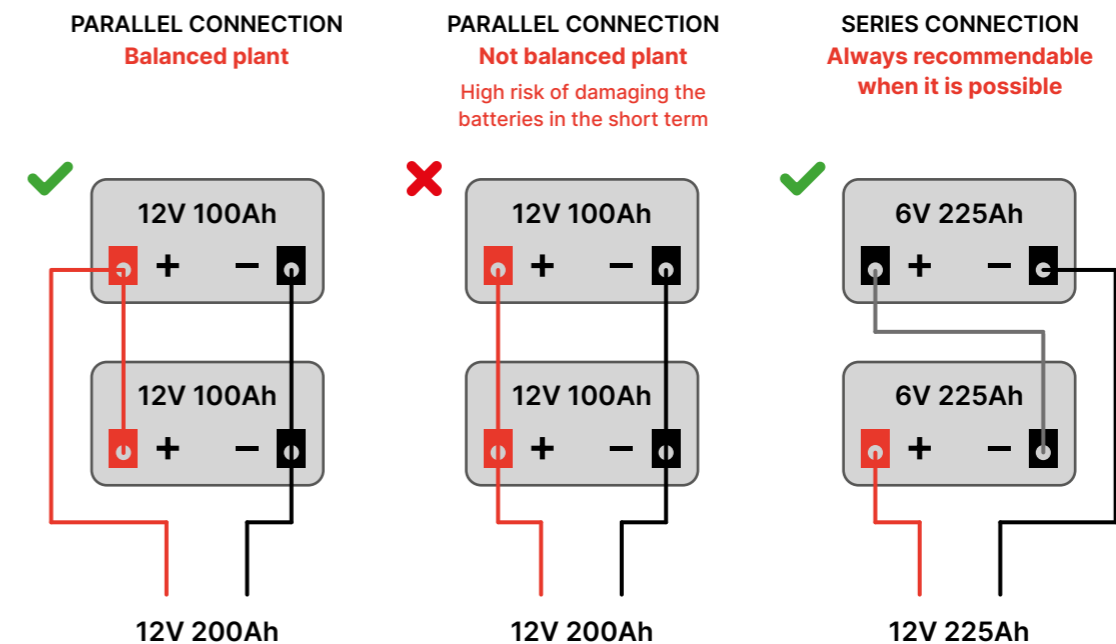 PARALLEL CONNECTION
Balanced plant
12V 100Ah
+ −
12V 100Ah
+ −
12V 200Ah
PARALLEL CONNECTION
Not balanced plant
High risk of damaging the
batteries in the short term
12V 100Ah
+ −
12V 100Ah
+ −
12V 200Ah
SERIES CONNECTION
Always recommendable
when it is possible
6V 225Ah
+ −
6V 225Ah
+ −
12V 225Ah